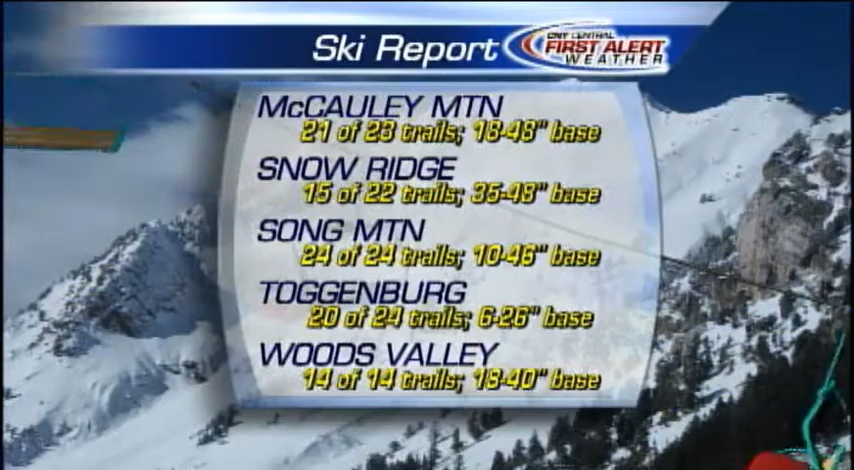 Ski Report
CNY CENTRAL
FIRST ALERT
WEATHER
McCAULEY MTN
21 of 23 trails; 18-48" base
SNOW RIDGE
15 of 22 trails; 35-48" base
SONG MTN
24 of 24 trails; 10-46" base
TOGGENBURG
20 of 24 trails; 6-26" base
WOODS VALLEY
14 of 14 trails; 18-40" base